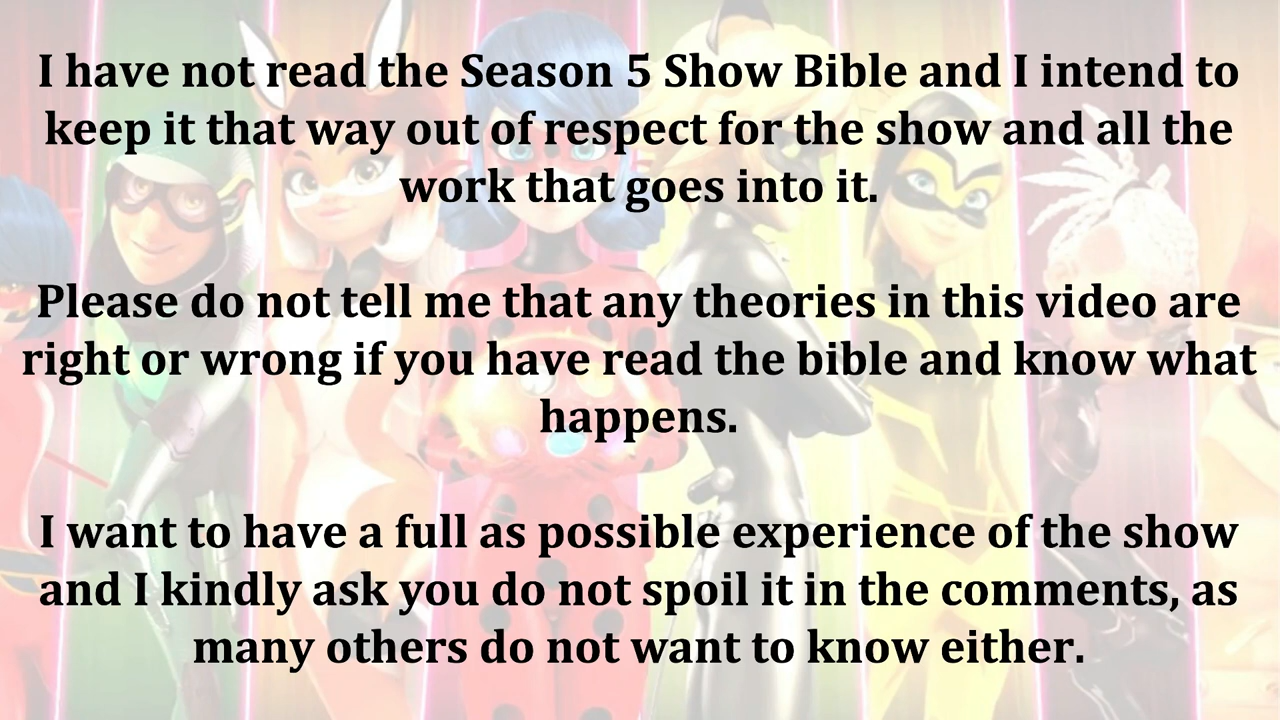 I have not read the Season 5 Show Bible and I intend to
keep it that way out of respect for the show and all the
work that goes into it.
Please do not tell me that any theories in this video are
right or wrong if you have read the bible and know what
happens.
I want to have a full as possible experience of the show
and I kindly ask you do not spoil it in the comments, as
many others do not want to know either.